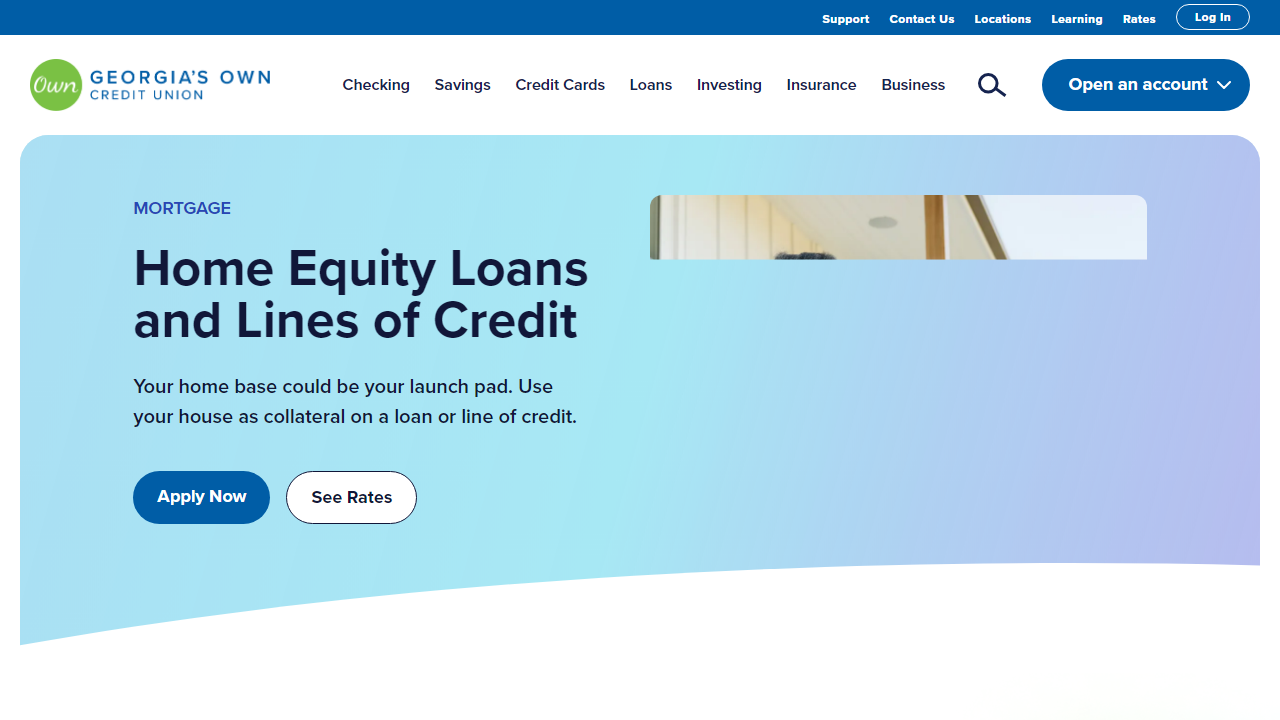 Support Contact Us Locations Learning Rates Log In
Own GEORGIA'S OWN
CREDIT UNION
Checking Savings Credit Cards Loans Investing Insurance Business Open an account
MORTGAGE
Home Equity Loans
and Lines of Credit
Your home base could be your launch pad. Use
your house as collateral on a loan or line of credit.
Apply Now See Rates